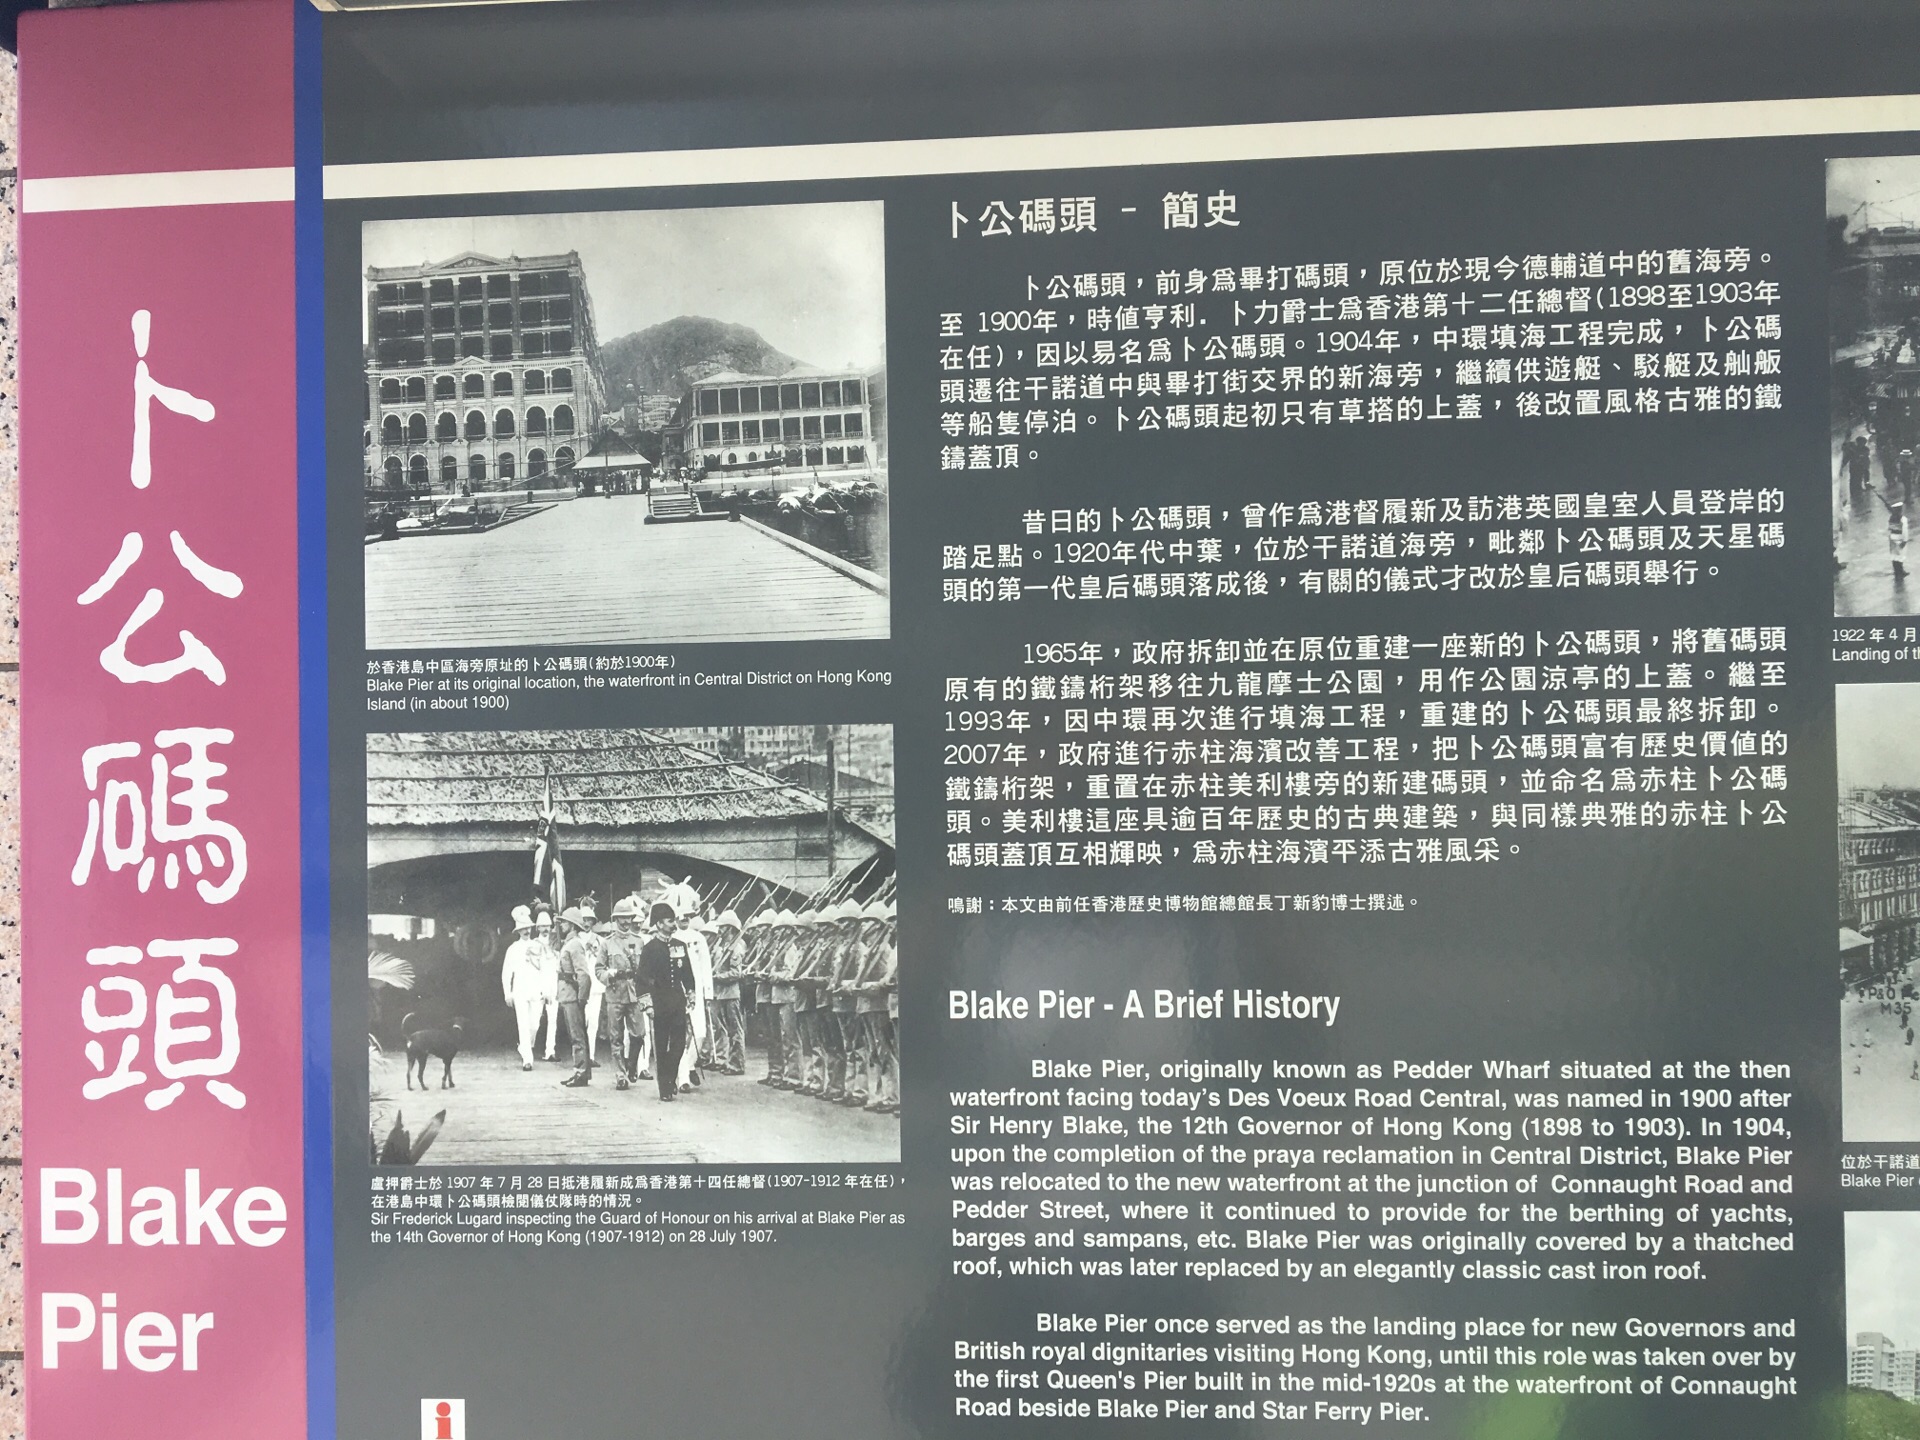 卜公碼頭
Blake
Pier
於香港島中區海旁原址的卜公碼頭(約於1900年)
Blake Pier at its original location, the waterfront in Central District on Hong Kong
Island (in about 1900)
盧押爵士於 1907 年 7 月 28 日抵港履新成爲香港第十四任總督(1907-1912 年在任)，
在港島中環卜公碼頭檢閱儀仗隊時的情況。
Sir Frederick Lugard inspecting the Guard of Honour on his arrival at Blake Pier as
the 14th Governor of Hong Kong (1907-1912) on 28 July 1907.
i
卜公碼頭 - 簡史
卜公碼頭，前身爲畢打碼頭，原位於現今德輔道中的舊海旁。
至 1900年，時値亨利．卜力爵士爲香港第十二任總督(1898至1903年
在任)，因以易名爲卜公碼頭。1904年，中環填海工程完成，卜公碼
頭遷往干諾道中與畢打街交界的新海旁，繼續供遊艇、駁艇及舢舨
等船隻停泊。卜公碼頭起初只有草搭的上蓋，後改置風格古雅的鐵
鑄蓋頂。
昔日的卜公碼頭，曾作爲港督履新及訪港英國皇室人員登岸的
踏足點。1920年代中葉，位於干諾道海旁，毗鄰卜公碼頭及天星碼
頭的第一代皇后碼頭落成後，有關的儀式才改於皇后碼頭舉行。
1965年，政府拆卸並在原位重建一座新的卜公碼頭，將舊碼頭
原有的鐵鑄桁架移往九龍摩士公園，用作公園涼亭的上蓋。繼至
1993年，因中環再次進行填海工程，重建的卜公碼頭最終拆卸。
2007年，政府進行赤柱海濱改善工程，把卜公碼頭富有歷史價値的
鐵鑄桁架，重置在赤柱美利樓旁的新建碼頭，並命名爲赤柱卜公碼
頭。美利樓這座具逾百年歷史的古典建築，與同樣典雅的赤柱卜公
碼頭蓋頂互相輝映，爲赤柱海濱平添古雅風采。
鳴謝：本文由前任香港歷史博物館總館長丁新豹博士撰述。
Blake Pier - A Brief History
Blake Pier, originally known as Pedder Wharf situated at the then
waterfront facing today's Des Voeux Road Central, was named in 1900 after
Sir Henry Blake, the 12th Governor of Hong Kong (1898 to 1903). In 1904,
upon the completion of the praya reclamation in Central District, Blake Pier
was relocated to the new waterfront at the junction of Connaught Road and
Pedder Street, where it continued to provide for the berthing of yachts,
barges and sampans, etc. Blake Pier was originally covered by a thatched
roof, which was later replaced by an elegantly classic cast iron roof.
Blake Pier once served as the landing place for new Governors and
British royal dignitaries visiting Hong Kong, until this role was taken over by
the first Queen's Pier built in the mid-1920s at the waterfront of Connaught
Road beside Blake Pier and Star Ferry Pier.
1922 年 4 月
Landing of
P&O
M35
位於干諾道
Blake Pier